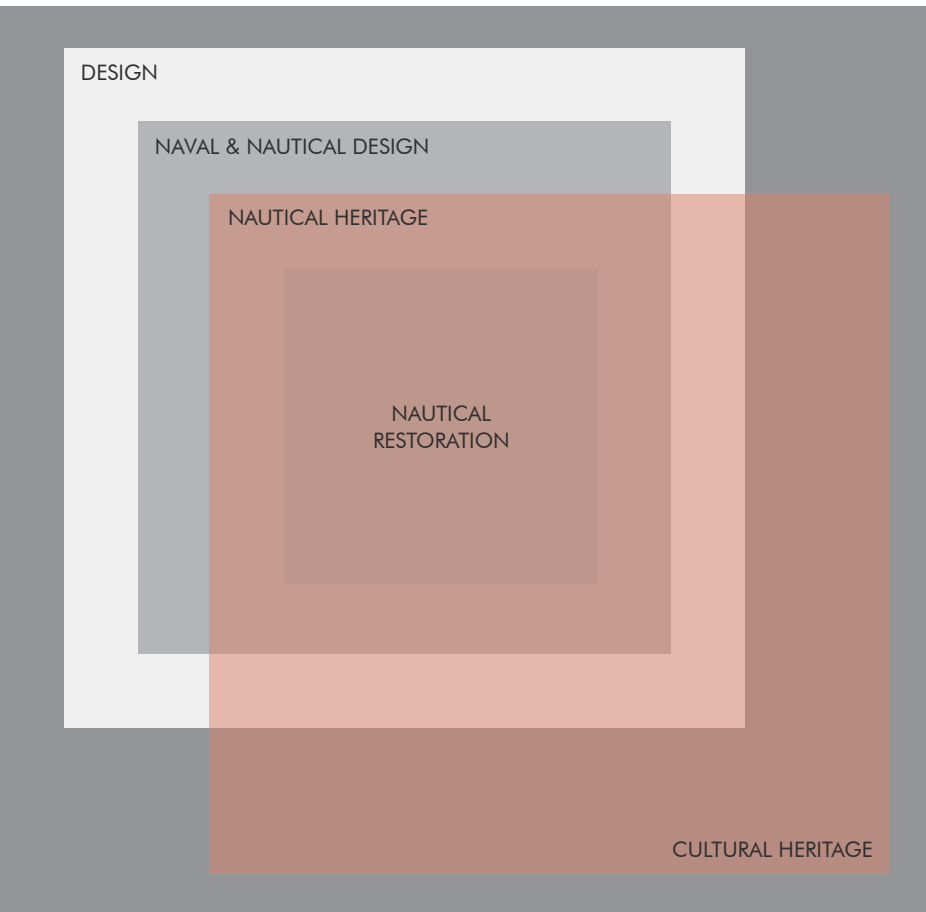 DESIGN
NAVAL & NAUTICAL DESIGN
NAUTICAL HERITAGE
NAUTICAL
RESTORATION
CULTURAL HERITAGE